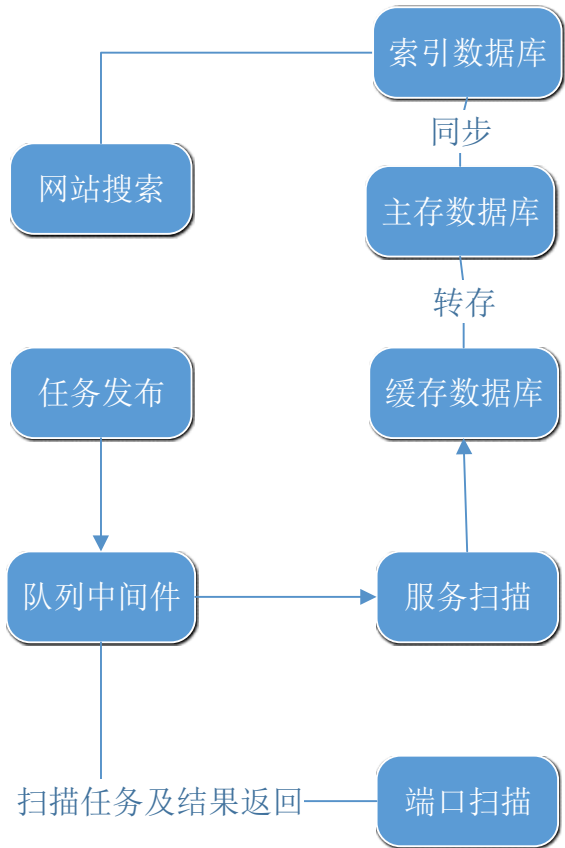 索引数据库
同步
网站搜索
主存数据库
转存
任务发布
缓存数据库
队列中间件
服务扫描
扫描任务及结果返回
端口扫描